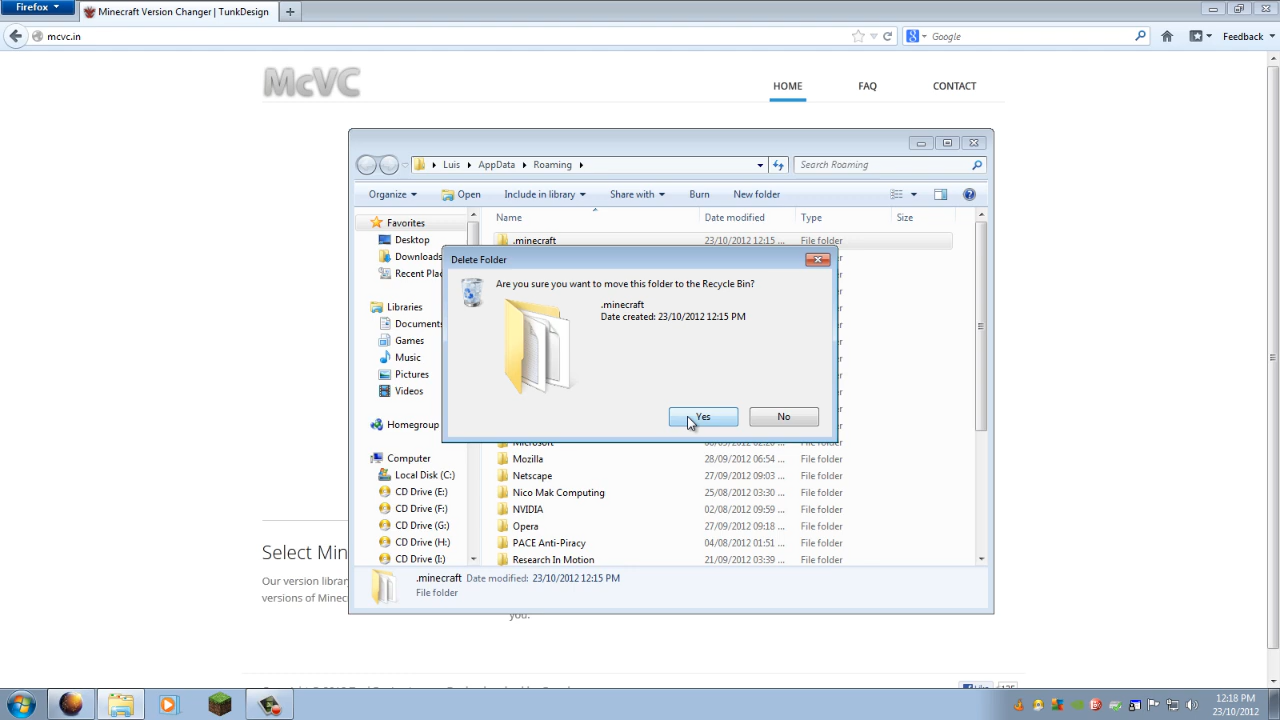 Firefox
Minecraft Version Changer | TunkDesign
mcvc.in
Google
Feedback
McVC
HOME FAQ CONTACT
Luis AppData Roaming
Search Roaming
Organize Open Include in library Share with Burn New folder
Favorites
Desktop
Downloads
Recent Plac
Libraries
Documents
Games
Music
Pictures
Videos
Homegroup
Computer
Local Disk (C:)
CD Drive (E:)
CD Drive (F:)
CD Drive (G:)
CD Drive (H:)
CD Drive (I:)
Name Date modified Type Size
.minecraft 23/10/2012 12:15 ... File folder
Delete Folder
Are you sure you want to move this folder to the Recycle Bin?
.minecraft
Date created: 23/10/2012 12:15 PM
Yes No
Mozilla 28/09/2012 06:54 ... File folder
Netscape 27/09/2012 09:03 ... File folder
Nico Mak Computing 25/08/2012 03:30 ... File folder
NVIDIA 02/08/2012 09:59 ... File folder
Opera 27/09/2012 09:18 ... File folder
PACE Anti-Piracy 04/08/2012 01:51 ... File folder
Research In Motion 21/09/2012 03:39 ... File folder
.minecraft Date modified: 23/10/2012 12:15 PM
File folder
Select Min
Our version librar
versions of Minec
you.
12:18 PM
23/10/2012